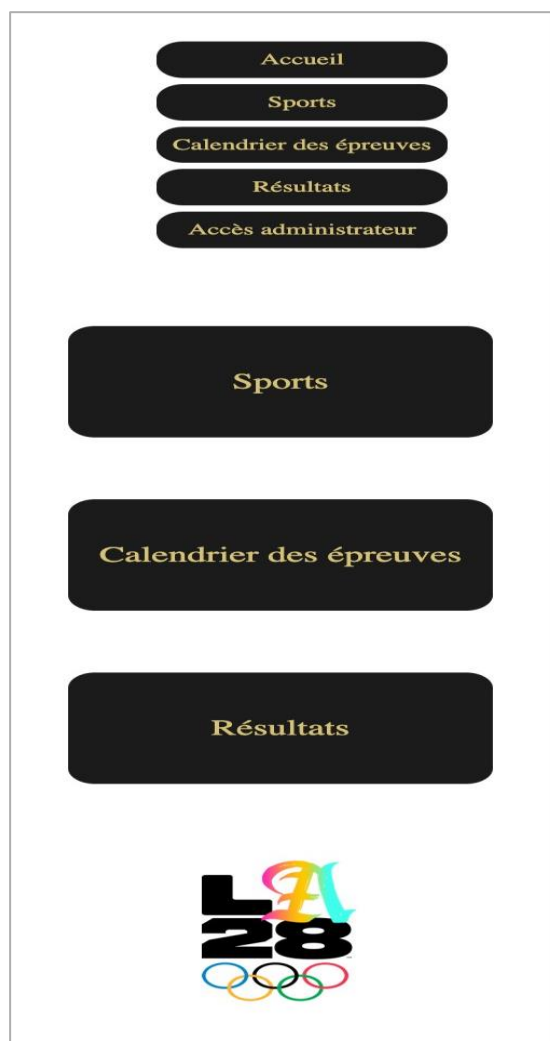 Accueil
Sports
Calendrier des épreuves
Résultats
Accès administrateur
Sports
Calendrier des épreuves
Résultats
LA
28